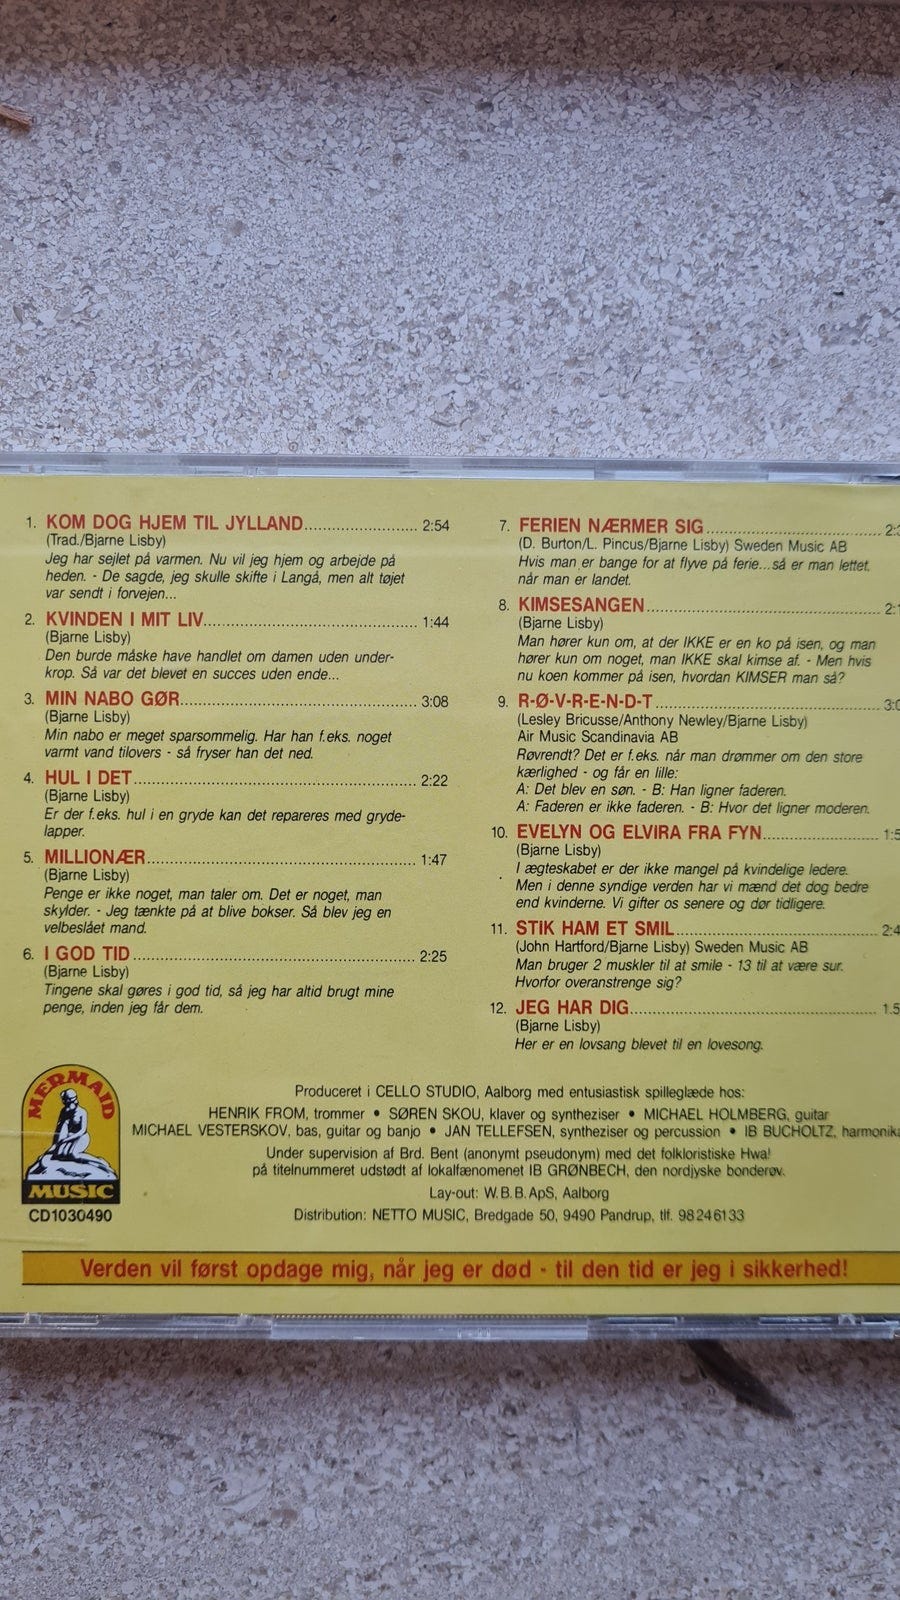 1. KOM DOG HJEM TIL JYLLAND.......................... 2:54
(Trad./Bjarne Lisby)
Jeg har sejlet på varmen. Nu vil jeg hjem og arbejde på
heden. - De sagde, jeg skulle skifte i Langå, men alt tøjet
var sendt i forvejen...
2. KVINDEN I MIT LIV.................................................. 1:44
(Bjarne Lisby)
Den burde måske have handlet om damen uden under-
krop. Så var det blevet en succes uden ende...
3. MIN NABO GØR....................................................... 3:08
(Bjarne Lisby)
Min nabo er meget sparsommelig. Har han f.eks. noget
varmt vand tilovers - så fryser han det ned.
4. HUL I DET................................................................. 2:22
(Bjarne Lisby)
Er der f.eks. hul i en gryde kan det repareres med gryde-
lapper.
5. MILLIONÆR.............................................................. 1:47
(Bjarne Lisby)
Penge er ikke noget, man taler om. Det er noget, man
skylder. - Jeg tænkte på at blive bokser. Så blev jeg en
velbeslået mand.
6. I GOD TID................................................................. 2:25
(Bjarne Lisby)
Tingene skal gøres i god tid, så jeg har altid brugt mine
penge, inden jeg får dem.
7. FERIEN NÆRMER SIG.......................................... 2:
(D. Burton/L. Pincus/Bjarne Lisby) Sweden Music AB
Hvis man er bange for at flyve på ferie...så er man lettet,
når man er landet.
8. KIMSESANGEN....................................................... 2:
(Bjarne Lisby)
Man hører kun om, at der IKKE er en ko på isen, og man
hører kun om noget, man IKKE skal kimse af. - Men hvis
nu koen kommer på isen, hvordan KIMSER man så?
9. R-Ø-V-R-E-N-D-T..................................................... 3:
(Lesley Bricusse/Anthony Newley/Bjarne Lisby)
Air Music Scandinavia AB
Røvrendt? Det er f.eks. når man drømmer om den store
kærlighed - og får en lille:
A: Det blev en søn. - B: Han ligner faderen.
A: Faderen er ikke faderen. - B: Hvor det ligner moderen.
10. EVELYN OG ELVIRA FRA FYN............................ 1:
(Bjarne Lisby)
I ægteskabet er der ikke mangel på kvindelige ledere.
Men i denne syndige verden har vi mænd det dog bedre
end kvinderne. Vi gifter os senere og dør tidligere.
11. STIK HAM ET SMIL................................................. 2:
(John Hartford/Bjarne Lisby) Sweden Music AB
Man bruger 2 muskler til at smile - 13 til at være sur.
Hvorfor overanstrenge sig?
12. JEG HAR DIG........................................................... 1.
(Bjarne Lisby)
Her er en lovsang blevet til en lovesong.
MERMAID
MUSIC
CD1030490
Produceret i CELLO STUDIO, Aalborg med entusiastisk spilleglæde hos:
HENRIK FROM, trommer • SØREN SKOU, klaver og syntheziser • MICHAEL HOLMBERG, guitar
MICHAEL VESTERSKOV, bas, guitar og banjo • JAN TELLEFSEN, syntheziser og percussion • IB BUCHOLTZ, harmonika
Under supervision af Brd. Bent (anonymt pseudonym) med det folkloristiske Hwa!
på titelnummeret udstødt af lokalfænomenet IB GRØNBECH, den nordjyske bonderøv.
Lay-out: W.B.B. ApS, Aalborg
Distribution: NETTO MUSIC, Bredgade 50, 9490 Pandrup, tlf. 98246133
Verden vil først opdage mig, når jeg er død - til den tid er jeg i sikkerhed!